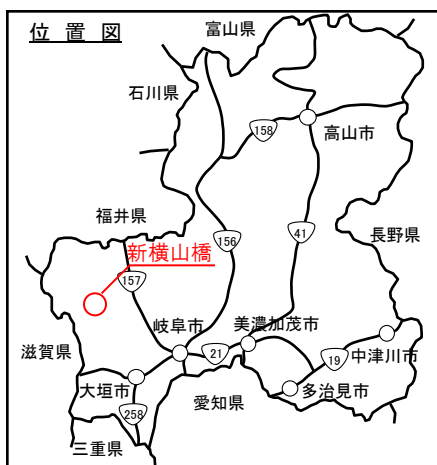 位 置 図
富山県
石川県
158
高山市
福井県
長野県
新横山橋
156
41
157
岐阜市
美濃加茂市
滋賀県
21
19
中津川市
大垣市
多治見市
愛知県
258
三重県